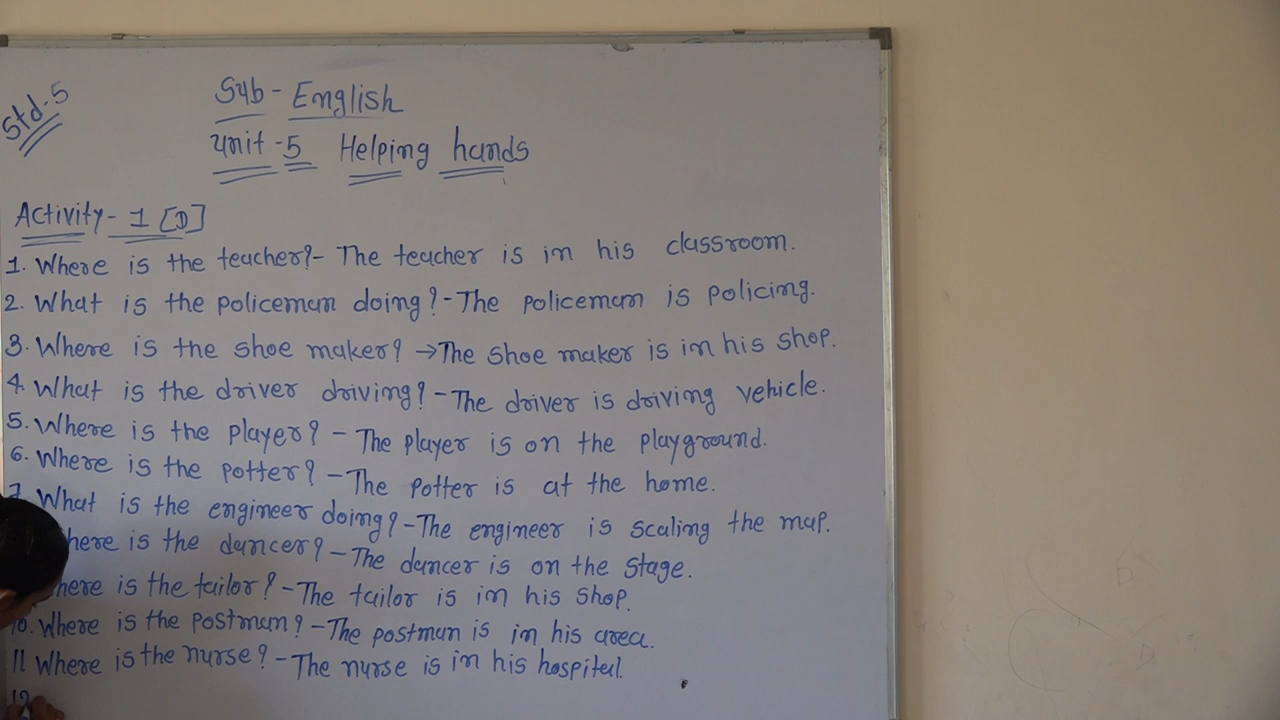 Std-5
Sub - English
Unit-5 Helping hands
Activity- 1 [D]
1. Where is the teacher?- The teacher is in his classroom.
2. What is the policeman doing?-The policeman is policing.
3. Where is the shoe maker? →The shoe maker is in his shop.
4. What is the driver driving?-The driver is driving vehicle.
5. Where is the player? - The player is on the playground.
6. Where is the potter? -The potter is at the home.
7. What is the engineer doing?-The engineer is scaling the map.
here is the dancer?-The dancer is on the stage.
here is the tailor? -The tailor is in his shop.
10. Where is the postman? -The postman is in his area.
11 Where is the nurse? -The nurse is in his hospital.
12